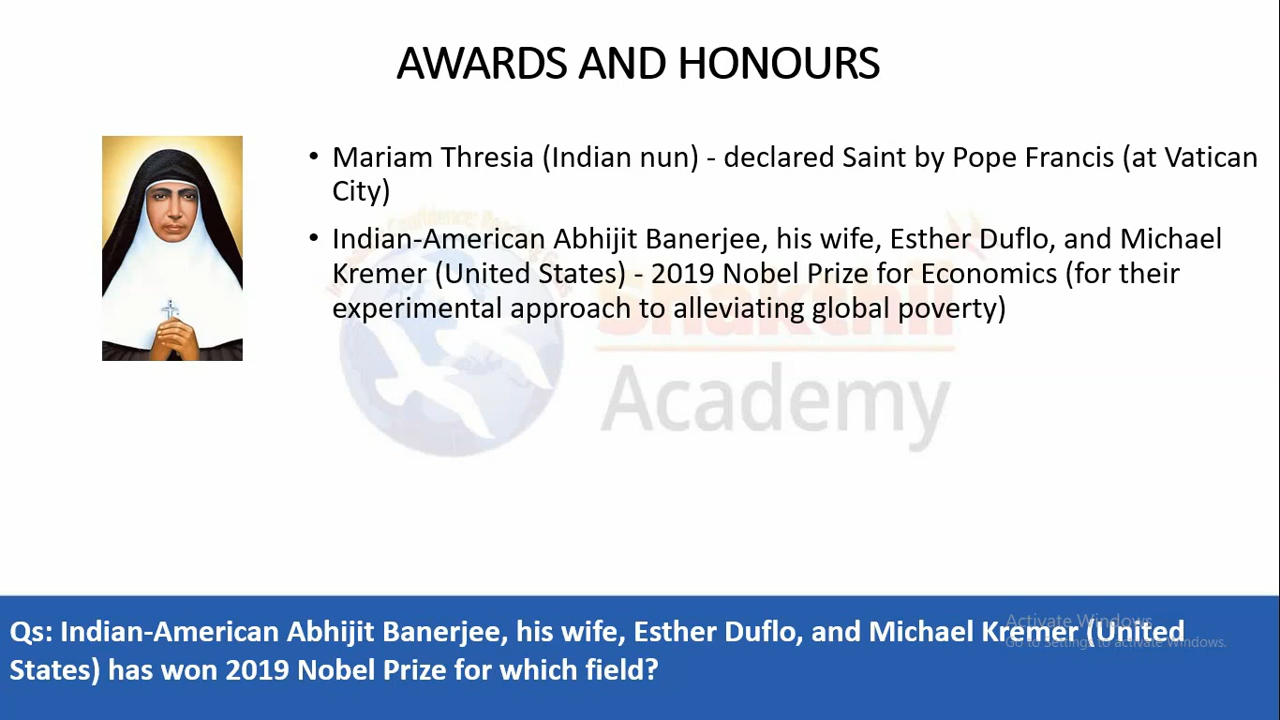 AWARDS AND HONOURS
• Mariam Thresia (Indian nun) - declared Saint by Pope Francis (at Vatican
City)
• Indian-American Abhijit Banerjee, his wife, Esther Duflo, and Michael
Kremer (United States) - 2019 Nobel Prize for Economics (for their
experimental approach to alleviating global poverty)
Academy
Activate Windows
Go to Settings to activate Windows.
Qs: Indian-American Abhijit Banerjee, his wife, Esther Duflo, and Michael Kremer (United
States) has won 2019 Nobel Prize for which field?